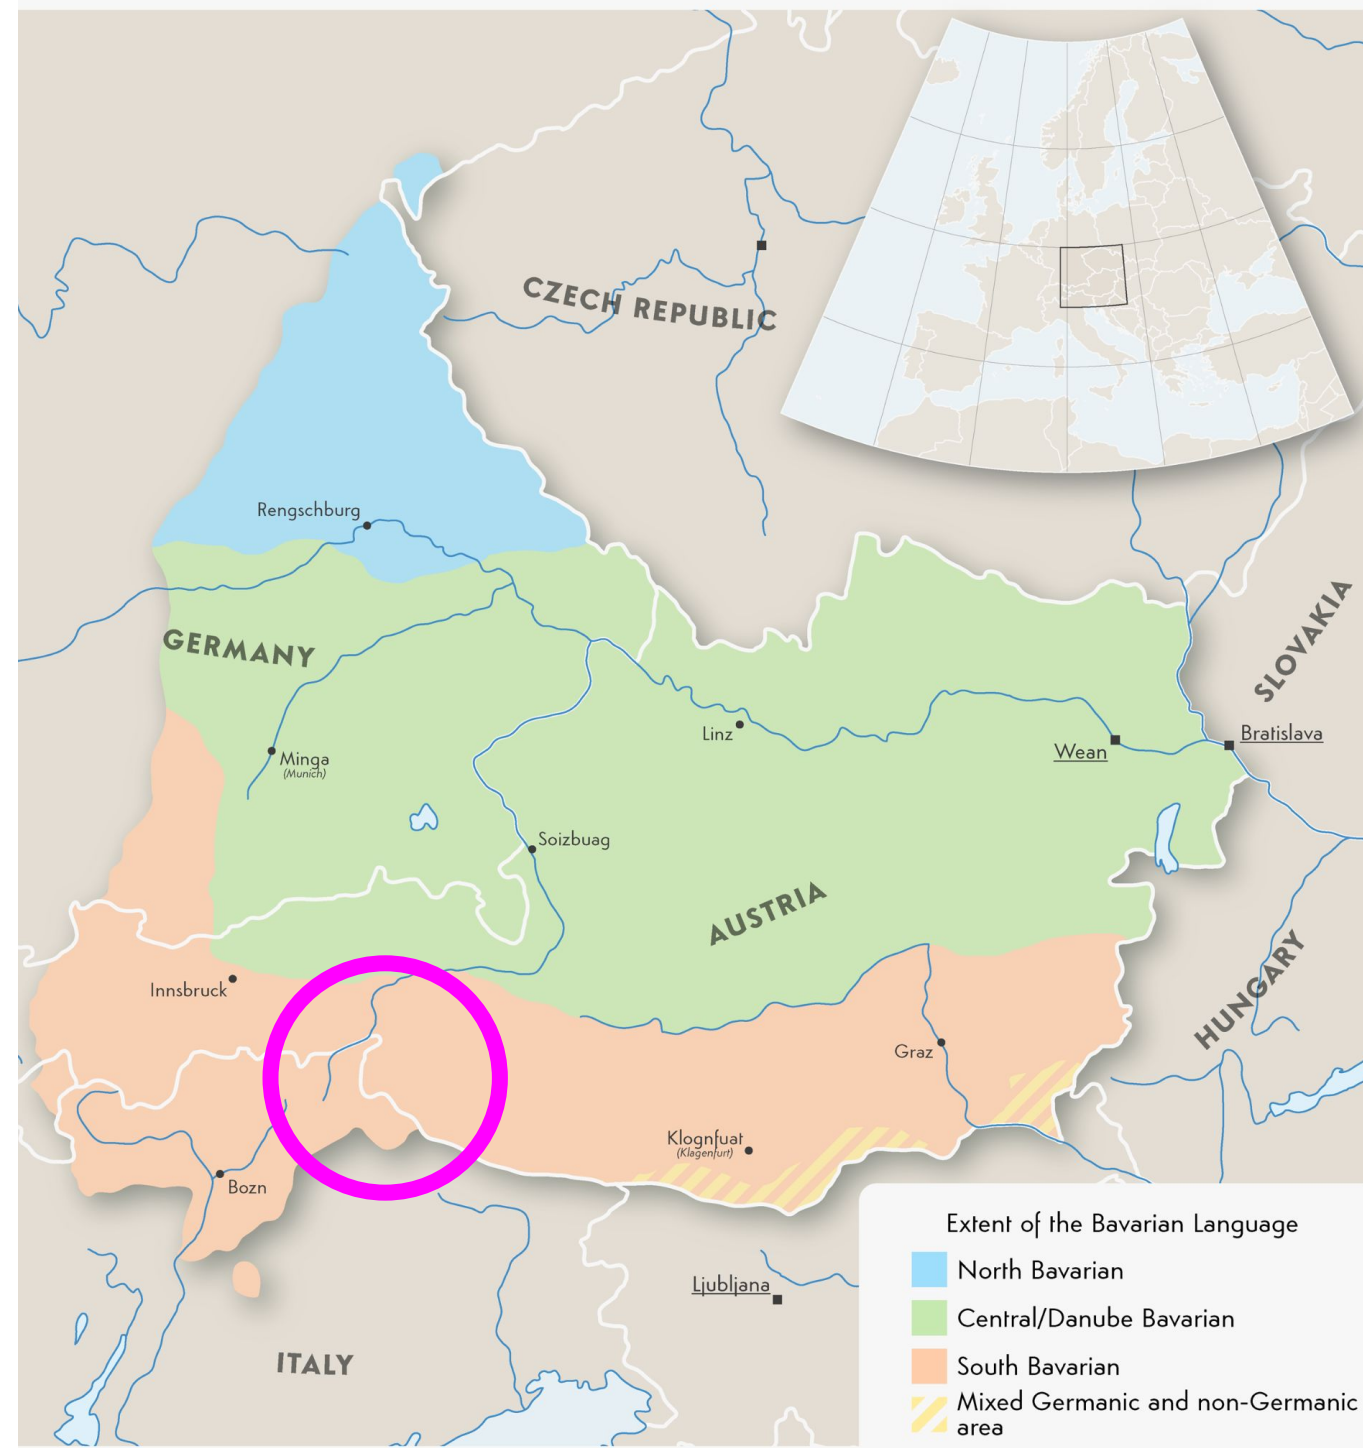 CZECH REPUBLIC
Rengschburg
GERMANY
SLOVAKIA
Linz
Bratislava
Wean
Minga
(Munich)
Soizbuag
AUSTRIA
HUNGARY
Innsbruck
Graz
Klognfuat
(Klagenfurt)
Bozn
Ljubljana
ITALY
Extent of the Bavarian Language
North Bavarian
Central/Danube Bavarian
South Bavarian
Mixed Germanic and non-Germanic
area